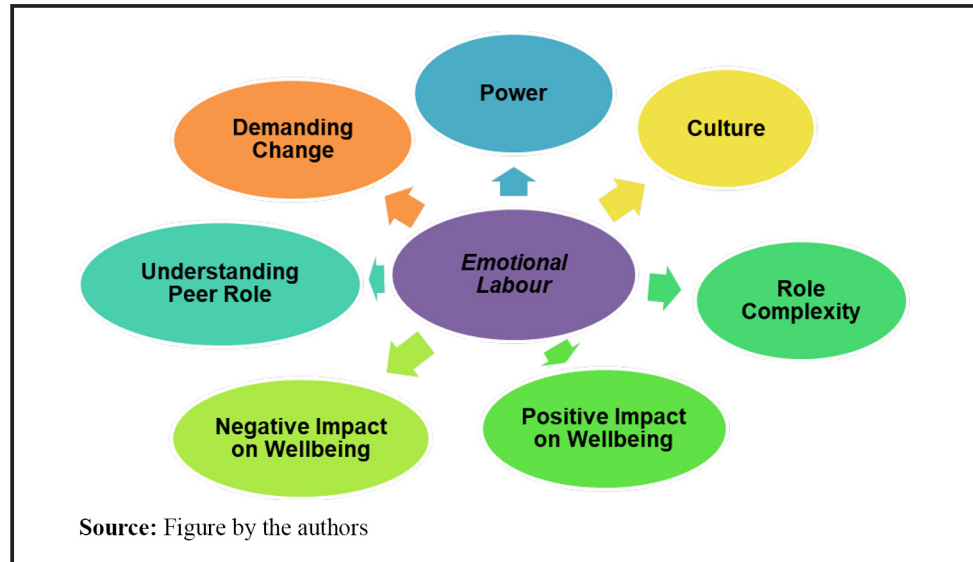 Power
Culture
Demanding
Change
Emotional
Labour
Understanding
Peer Role
Role
Complexity
Negative Impact
on Wellbeing
Positive Impact
on Wellbeing
Source: Figure by the authors